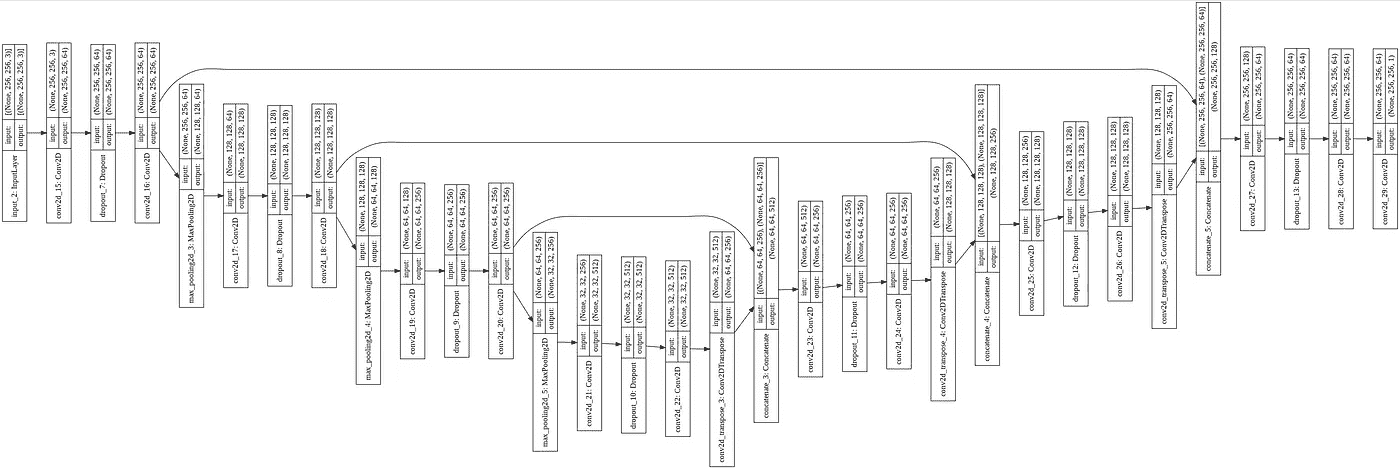 input_2: InputLayer
input: [(None, 256, 256, 3)]
output: [(None, 256, 256, 3)]
conv2d_15: Conv2D
input: (None, 256, 256, 3)
output: (None, 256, 256, 64)
dropout_7: Dropout
input: (None, 256, 256, 64)
output: (None, 256, 256, 64)
conv2d_16: Conv2D
input: (None, 256, 256, 64)
output: (None, 256, 256, 64)
max_pooling2d_3: MaxPooling2D
input: (None, 256, 256, 64)
output: (None, 128, 128, 64)
conv2d_17: Conv2D
input: (None, 128, 128, 64)
output: (None, 128, 128, 128)
dropout_8: Dropout
input: (None, 128, 128, 128)
output: (None, 128, 128, 128)
conv2d_18: Conv2D
input: (None, 128, 128, 128)
output: (None, 128, 128, 128)
max_pooling2d_4: MaxPooling2D
input: (None, 128, 128, 128)
output: (None, 64, 64, 128)
conv2d_19: Conv2D
input: (None, 64, 64, 128)
output: (None, 64, 64, 256)
dropout_9: Dropout
input: (None, 64, 64, 256)
output: (None, 64, 64, 256)
conv2d_20: Conv2D
input: (None, 64, 64, 256)
output: (None, 64, 64, 256)
max_pooling2d_5: MaxPooling2D
input: (None, 64, 64, 256)
output: (None, 32, 32, 256)
conv2d_21: Conv2D
input: (None, 32, 32, 256)
output: (None, 32, 32, 512)
dropout_10: Dropout
input: (None, 32, 32, 512)
output: (None, 32, 32, 512)
conv2d_22: Conv2D
input: (None, 32, 32, 512)
output: (None, 32, 32, 512)
conv2d_transpose_3: Conv2DTranspose
input: (None, 32, 32, 512)
output: (None, 64, 64, 256)
concatenate_3: Concatenate
input: [(None, 64, 64, 256), (None, 64, 64, 256)]
output: (None, 64, 64, 512)
conv2d_23: Conv2D
input: (None, 64, 64, 512)
output: (None, 64, 64, 256)
dropout_11: Dropout
input: (None, 64, 64, 256)
output: (None, 64, 64, 256)
conv2d_24: Conv2D
input: (None, 64, 64, 256)
output: (None, 64, 64, 256)
conv2d_transpose_4: Conv2DTranspose
input: (None, 64, 64, 256)
output: (None, 128, 128, 128)
concatenate_4: Concatenate
input: [(None, 128, 128, 128), (None, 128, 128, 128)]
output: (None, 128, 128, 256)
conv2d_25: Conv2D
input: (None, 128, 128, 256)
output: (None, 128, 128, 128)
dropout_12: Dropout
input: (None, 128, 128, 128)
output: (None, 128, 128, 128)
conv2d_26: Conv2D
input: (None, 128, 128, 128)
output: (None, 128, 128, 128)
conv2d_transpose_5: Conv2DTranspose
input: (None, 128, 128, 128)
output: (None, 256, 256, 64)
concatenate_5: Concatenate
input: [(None, 256, 256, 64), (None, 256, 256, 64)]
output: (None, 256, 256, 128)
conv2d_27: Conv2D
input: (None, 256, 256, 128)
output: (None, 256, 256, 64)
dropout_13: Dropout
input: (None, 256, 256, 64)
output: (None, 256, 256, 64)
conv2d_28: Conv2D
input: (None, 256, 256, 64)
output: (None, 256, 256, 64)
conv2d_29: Conv2D
input: (None, 256, 256, 64)
output: (None, 256, 256, 1)